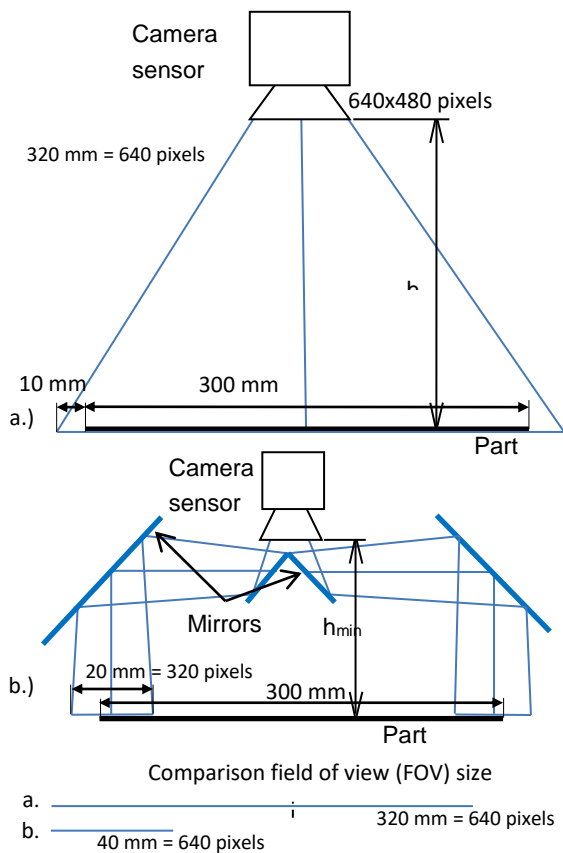 Camera
sensor
640x480 pixels
320 mm = 640 pixels
10 mm
300 mm
a.)
Part
Camera
sensor
Mirrors
hmin
20 mm = 320 pixels
300 mm
b.)
Part
Comparison field of view (FOV) size
a.
320 mm = 640 pixels
b.
40 mm = 640 pixels